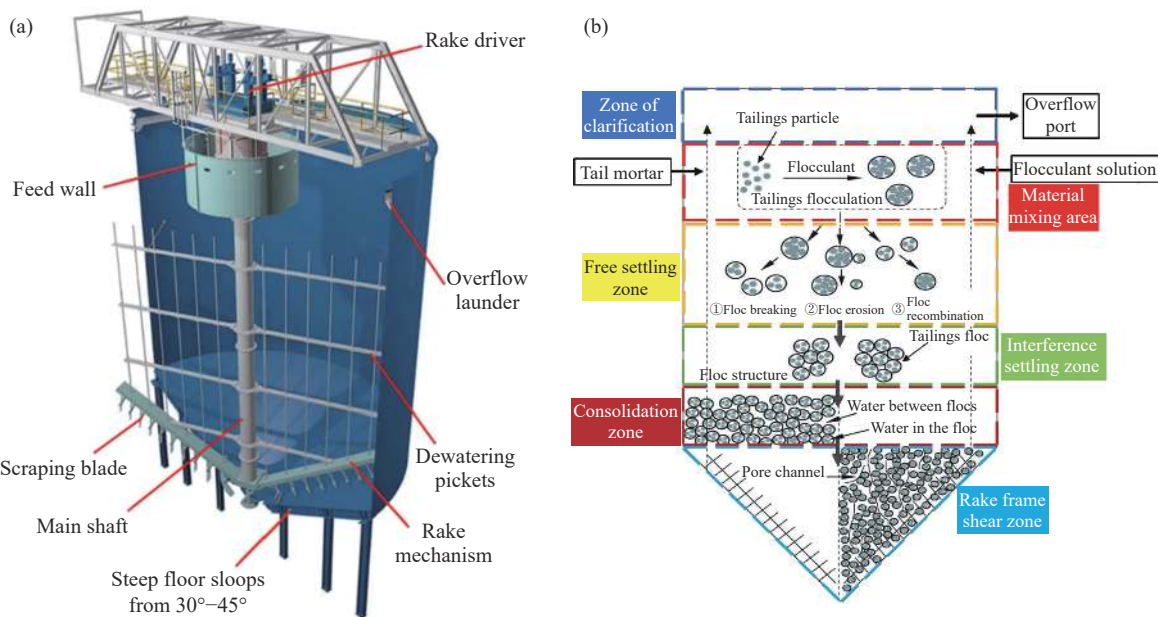 (a)
Rake driver
Feed wall
Overflow
launder
Scraping blade
Main shaft
Dewatering
pickets
Rake
mechanism
Steep floor sloops
from 30°−45°
(b)
Zone of
clarification
Tailings particle
Overflow
port
Tail mortar
Flocculant
Flocculant solution
Tailings flocculation
Material
mixing area
Free settling
zone
①Floc breaking
②Floc erosion
③ Floc
recombination
Tailings floc
Interference
settling zone
Floc structure
Consolidation
zone
Water between flocs
Water in the floc
Pore channel
Rake frame
shear zone